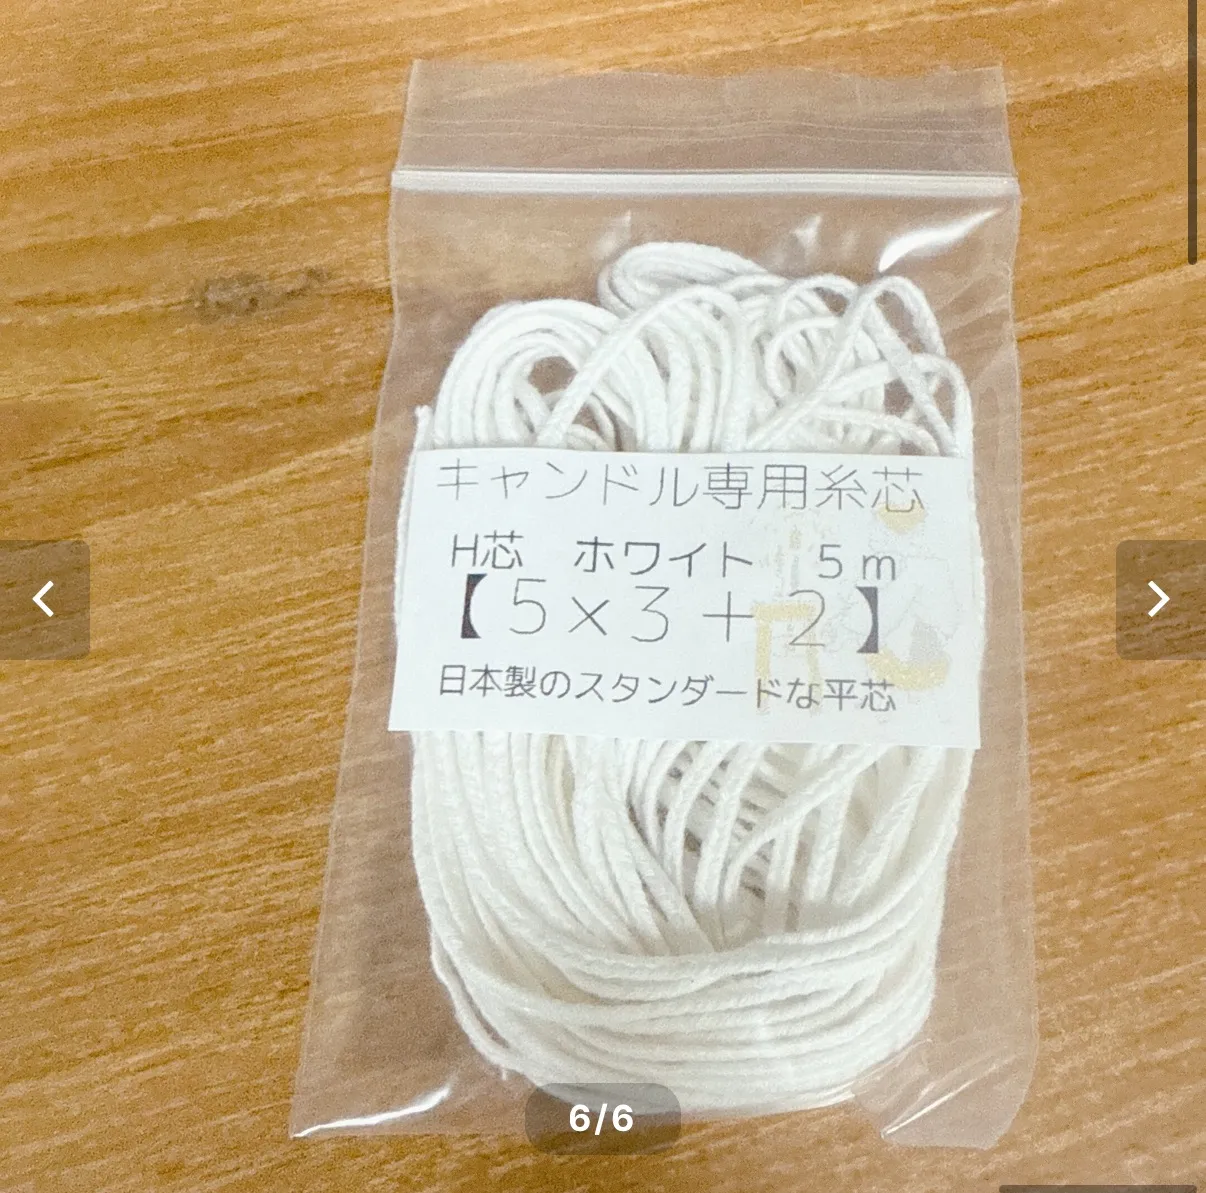 キャンドル専用糸芯
H芯　ホワイト　5m
【5×3+2】
日本製のスタンダードな平芯
6/6